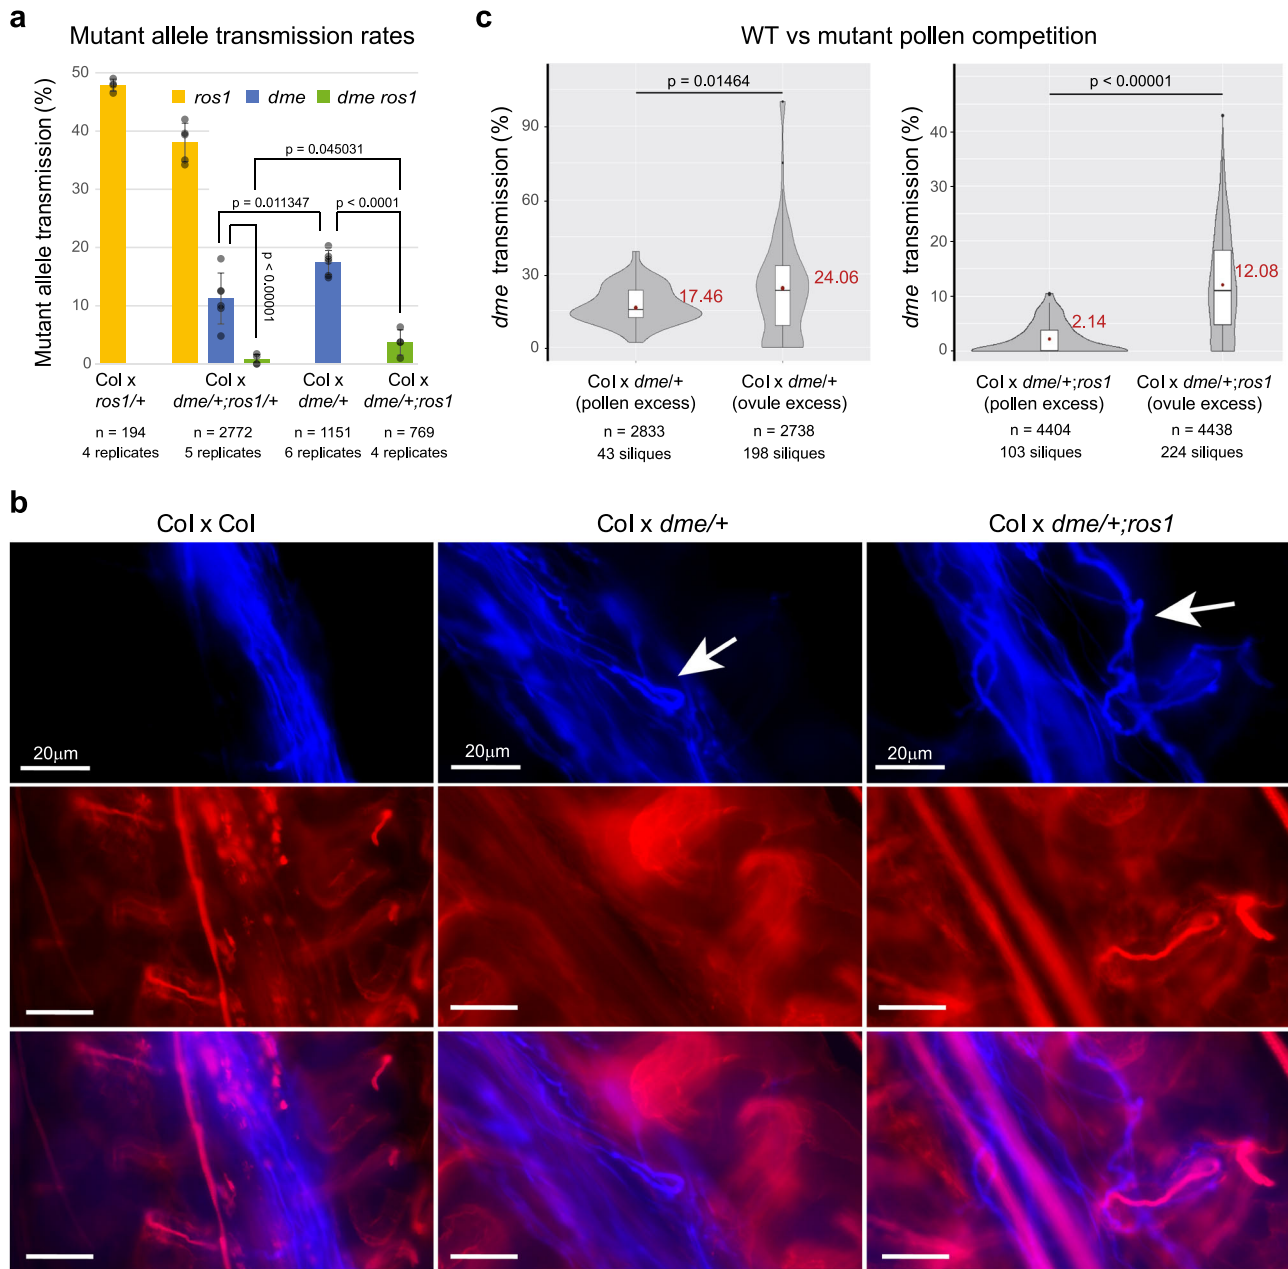 a
Mutant allele transmission rates
Mutant allele transmission (%)
50
40
30
20
10
0
ros1 dme dme ros1
p = 0.045031
p = 0.011347 p < 0.0001
p < 0.00001
Col x ros1/+
n = 194
4 replicates
Col x dme/+;ros1/+
n = 2772
5 replicates
Col x dme/+
n = 1151
6 replicates
Col x dme/+;ros1
n = 769
4 replicates
c
WT vs mutant pollen competition
dme transmission (%)
90
60
30
0
p = 0.01464
17.46
24.06
Col x dme/+
(pollen excess)
n = 2833
43 siliques
Col x dme/+
(ovule excess)
n = 2738
198 siliques
dme transmission (%)
40
30
20
10
0
p < 0.00001
2.14
12.08
Col x dme/+;ros1
(pollen excess)
n = 4404
103 siliques
Col x dme/+;ros1
(ovule excess)
n = 4438
224 siliques
b
Col x Col
Col x dme/+
Col x dme/+;ros1
20μm
20μm
20μm